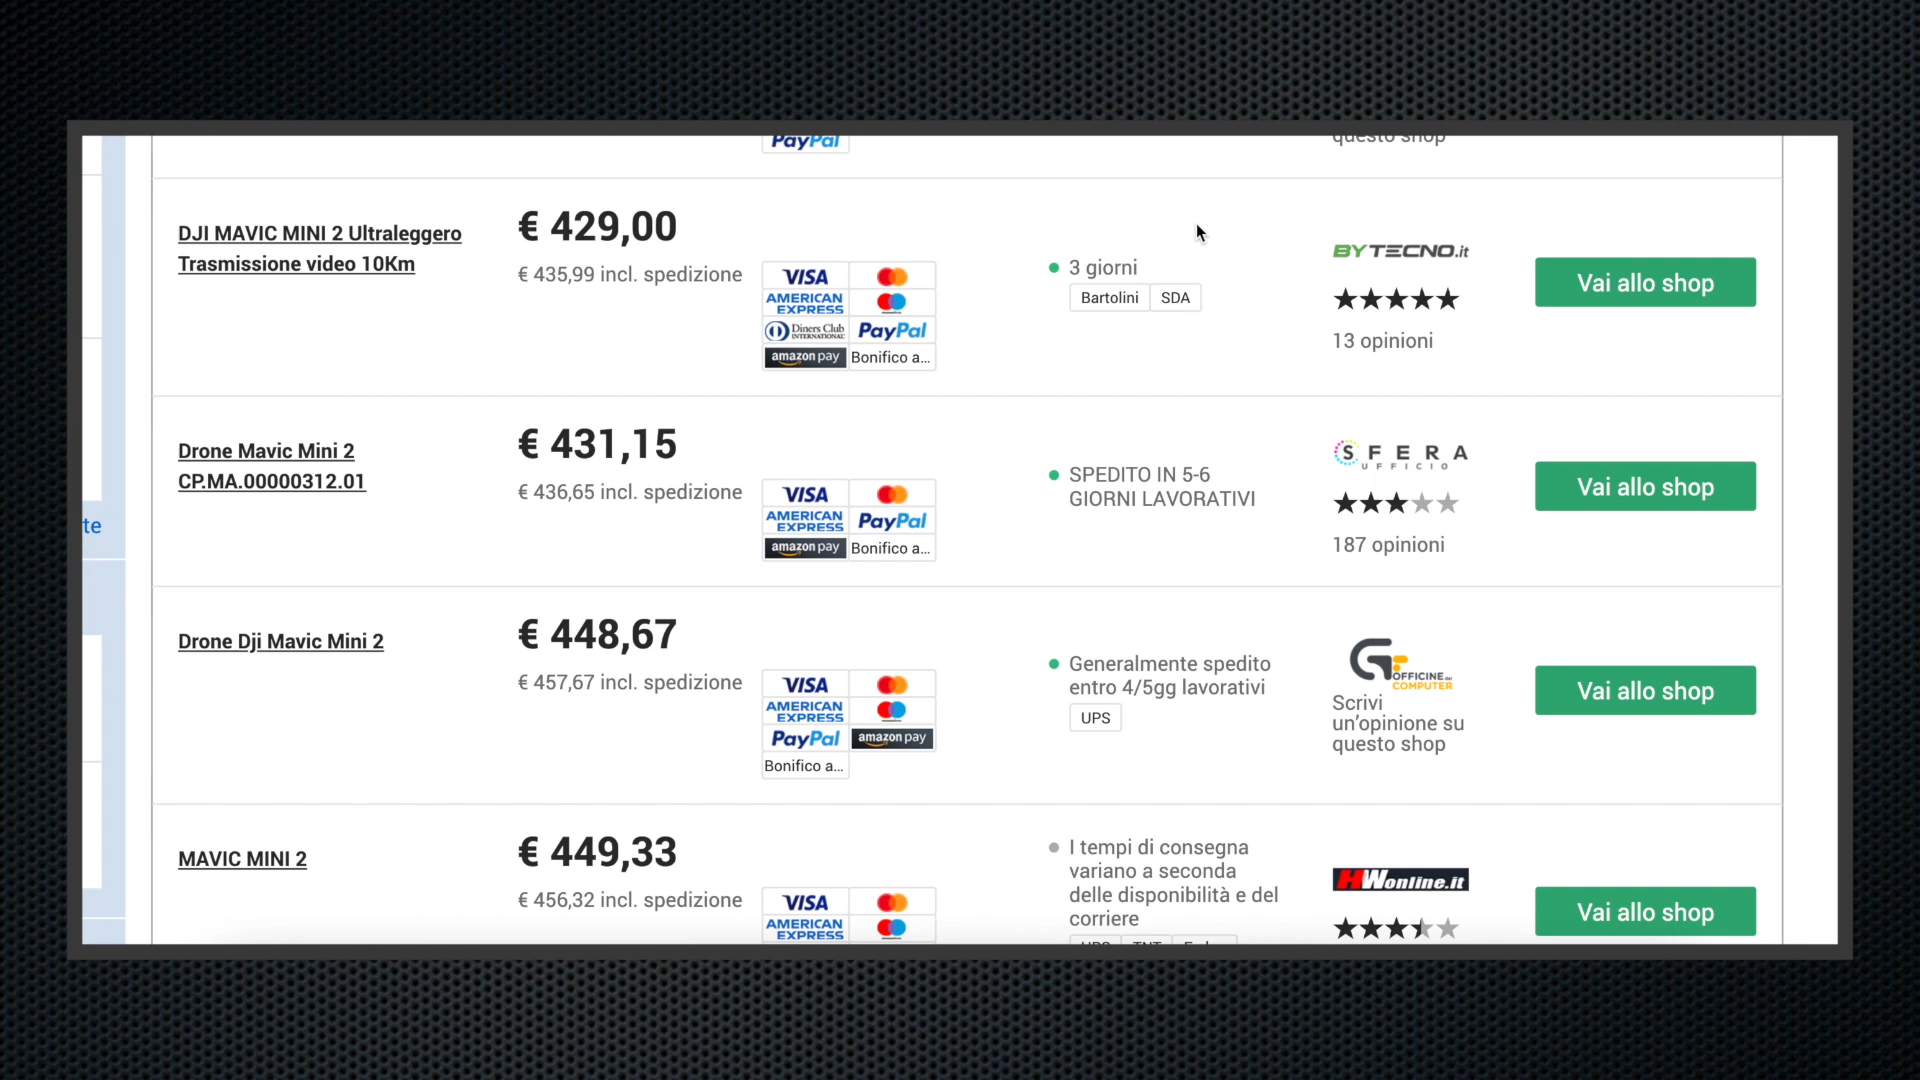 PayPal
questo shop
DJI MAVIC MINI 2 Ultraleggero
Trasmissione video 10Km
€ 429,00
€ 435,99 incl. spedizione
VISA
AMERICAN EXPRESS
Diners Club INTERNATIONAL
PayPal
amazon pay
Bonifico a...
3 giorni
Bartolini
SDA
BYTECNO.it
13 opinioni
Vai allo shop
Drone Mavic Mini 2
CP.MA.00000312.01
€ 431,15
€ 436,65 incl. spedizione
VISA
AMERICAN EXPRESS
PayPal
amazon pay
Bonifico a...
SPEDITO IN 5-6
GIORNI LAVORATIVI
SFERA
UFFICIO
187 opinioni
Vai allo shop
te
Drone Dji Mavic Mini 2
€ 448,67
€ 457,67 incl. spedizione
VISA
AMERICAN EXPRESS
PayPal
amazon pay
Bonifico a...
Generalmente spedito
entro 4/5gg lavorativi
UPS
OFFICINE del
COMPUTER
Scrivi
un'opinione su
questo shop
Vai allo shop
MAVIC MINI 2
€ 449,33
€ 456,32 incl. spedizione
VISA
AMERICAN EXPRESS
I tempi di consegna
variano a seconda
delle disponibilità e del
corriere
UPS
TNT
HWonline.it
Vai allo shop